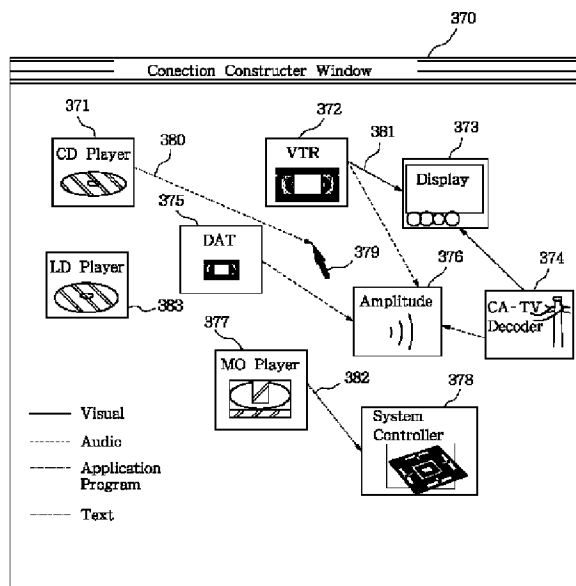 370
Conection Constructer Window
371
CD Player
380
372
VTR
381
373
Display
375
DAT
379
376
Amplitude
374
CA-TV
Decoder
LD Player
383
377
MO Player
382
378
System
Controller
Visual
Audio
Application
Program
Text